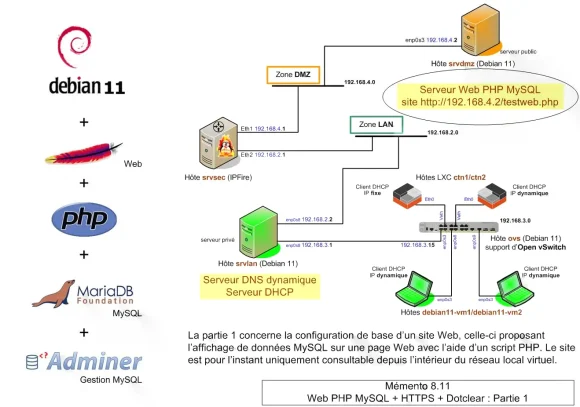 debian 11
+
Web
+
php
+
MariaDB
Foundation
MySQL
+
<?> Adminer
Gestion MySQL
enp0s3 192.168.4.2
serveur public
Hôte srvdmz (Debian 11)
Zone DMZ
192.168.4.0
Serveur Web PHP MySQL
site http://192.168.4.2/testweb.php
Zone LAN
192.168.2.0
Eth1 192.168.4.1
Eth2 192.168.2.1
Hôte srvsec (IPFire)
Hôtes LXC ctn1/ctn2
Client DHCP
IP fixe
Client DHCP
IP dynamique
Eth0
Eth0
192.168.3.0
192.168.3.15
enp0s3
enp0s8
enp0s9
Hôte ovs (Debian 11)
support d'Open vSwitch
serveur privé
enp0s3 192.168.2.2
enp0s8 192.168.3.1
Hôte srvlan (Debian 11)
Serveur DNS dynamique
Serveur DHCP
Client DHCP
IP dynamique
Client DHCP
IP dynamique
enp0s3
enp0s3
Hôtes debian11-vm1/debian11-vm2
La partie 1 concerne la configuration de base d'un site Web, celle-ci proposant
l'affichage de données MySQL sur une page Web avec l'aide d'un script PHP. Le site
est pour l'instant uniquement consultable depuis l'intérieur du réseau local virtuel.
Mémento 8.11
Web PHP MySQL + HTTPS + Dotclear : Partie 1